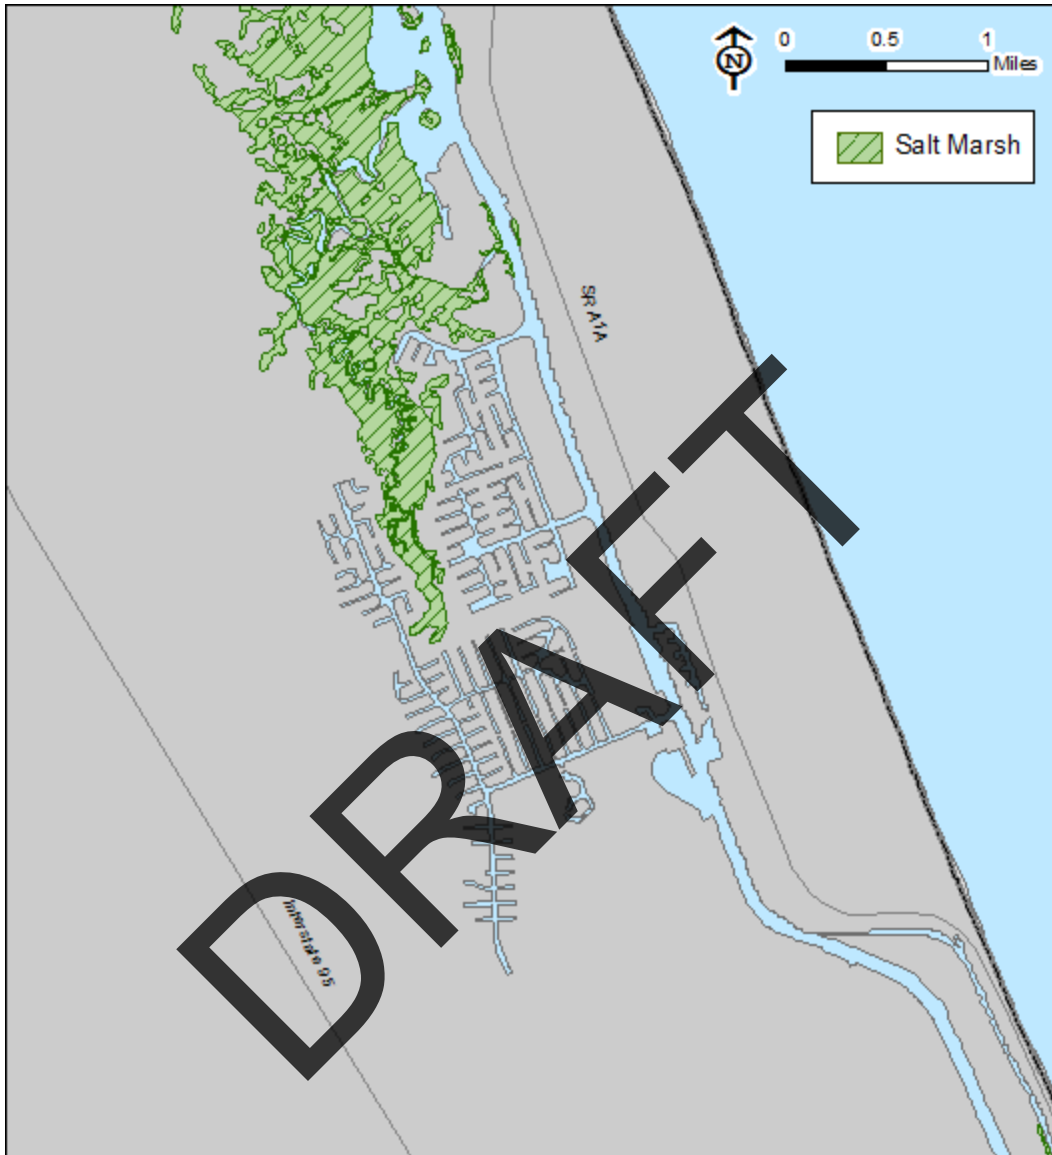 N
0 0.5 1
Miles
Salt Marsh
SR A1A
DRAFT
Interstate 95